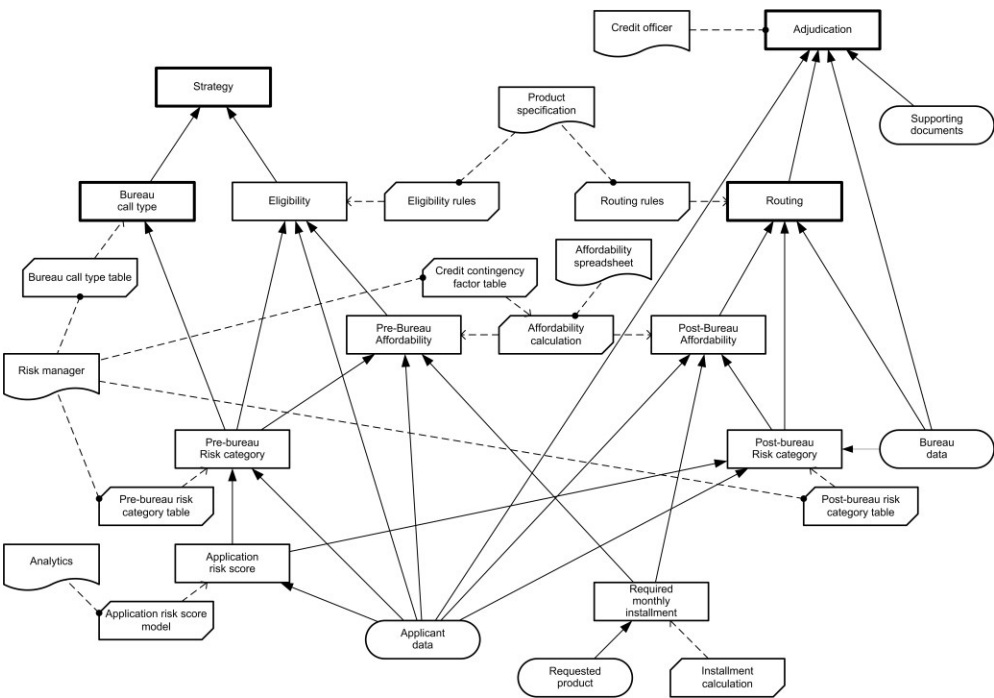 Credit officer
Adjudication
Strategy
Product
specification
Supporting
documents
Bureau
call type
Eligibility
Eligibility rules
Routing rules
Routing
Affordability
spreadsheet
Bureau call type table
Credit contingency
factor table
Pre-Bureau
Affordability
Affordability
calculation
Post-Bureau
Affordability
Risk manager
Pre-bureau
Risk category
Post-bureau
Risk category
Bureau
data
Pre-bureau risk
category table
Post-bureau risk
category table
Analytics
Application
risk score
Required
monthly
installment
Application risk score
model
Applicant
data
Requested
product
Installment
calculation